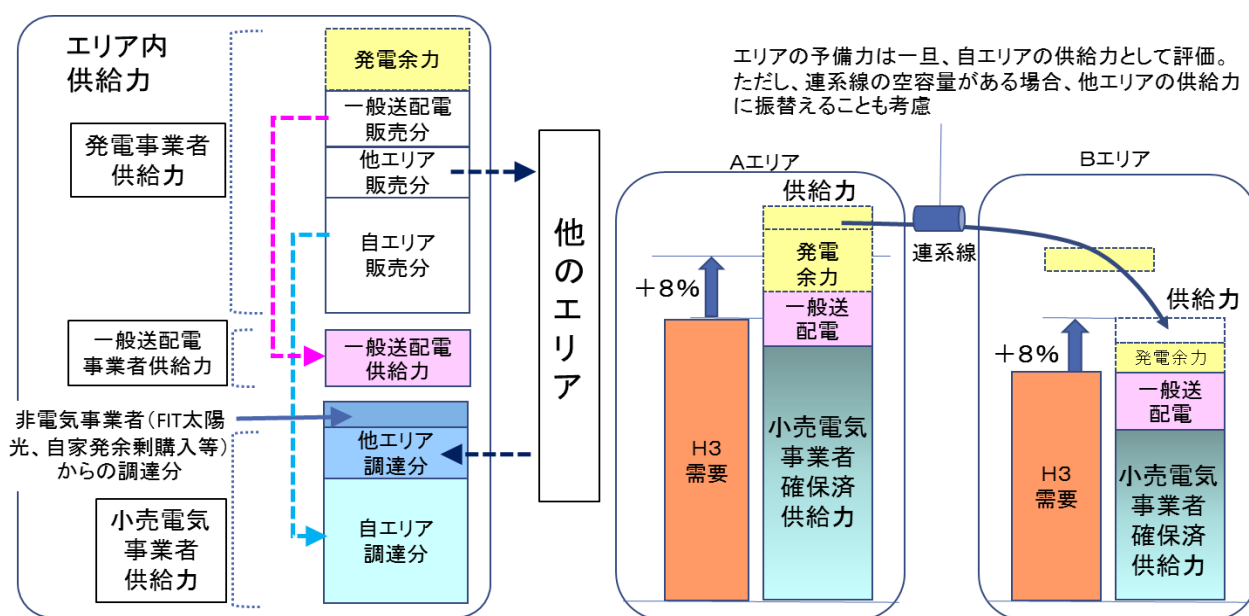 エリア内
供給力
発電事業者
供給力
一般送配電
事業者供給力
非電気事業者(FIT太陽
光、自家発余剰購入等)
からの調達分
小売電気
事業者
供給力
発電余力
一般送配電
販売分
他エリア
販売分
自エリア
販売分
一般送配電
供給力
他エリア
調達分
自エリア
調達分
他のエリア
エリアの予備力は一旦、自エリアの供給力として評価。
ただし、連系線の空容量がある場合、他エリアの供給力
に振替えることも考慮
Aエリア
供給力
+8%
発電
余力
一般送
配電
H3
需要
小売電気
事業者
確保済
供給力
連系線
Bエリア
供給力
+8%
発電余力
一般送
配電
H3
需要
小売電気
事業者
確保済
供給力